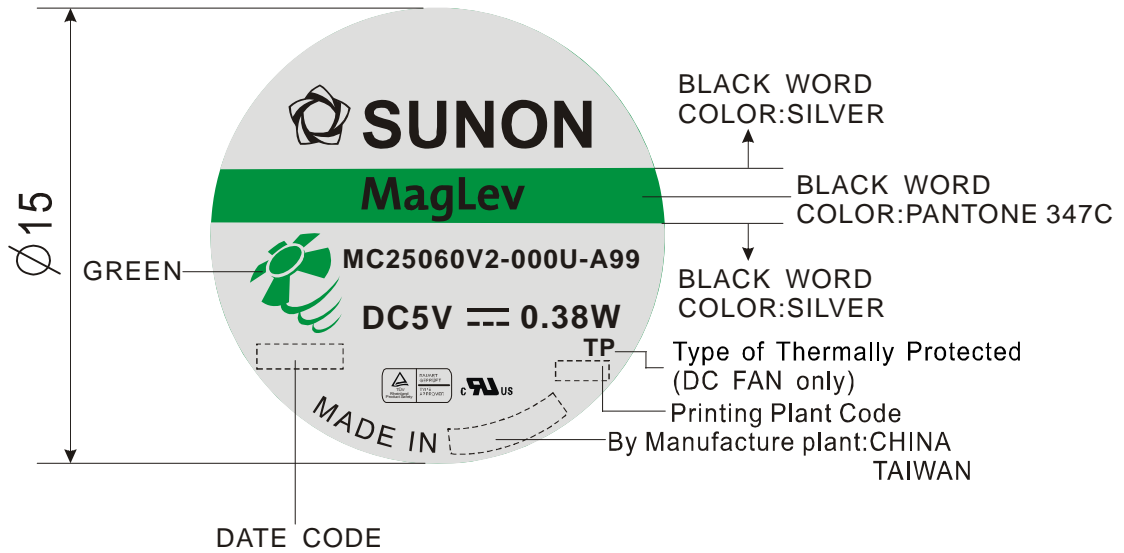 Ø15
SUNON
MagLev
MC25060V2-000U-A99
DC5V 0.38W
TP
c RU US
MADE IN
GREEN
DATE CODE
BLACK WORD
COLOR:SILVER
BLACK WORD
COLOR:PANTONE 347C
BLACK WORD
COLOR:SILVER
Type of Thermally Protected
(DC FAN only)
Printing Plant Code
By Manufacture plant:CHINA
TAIWAN